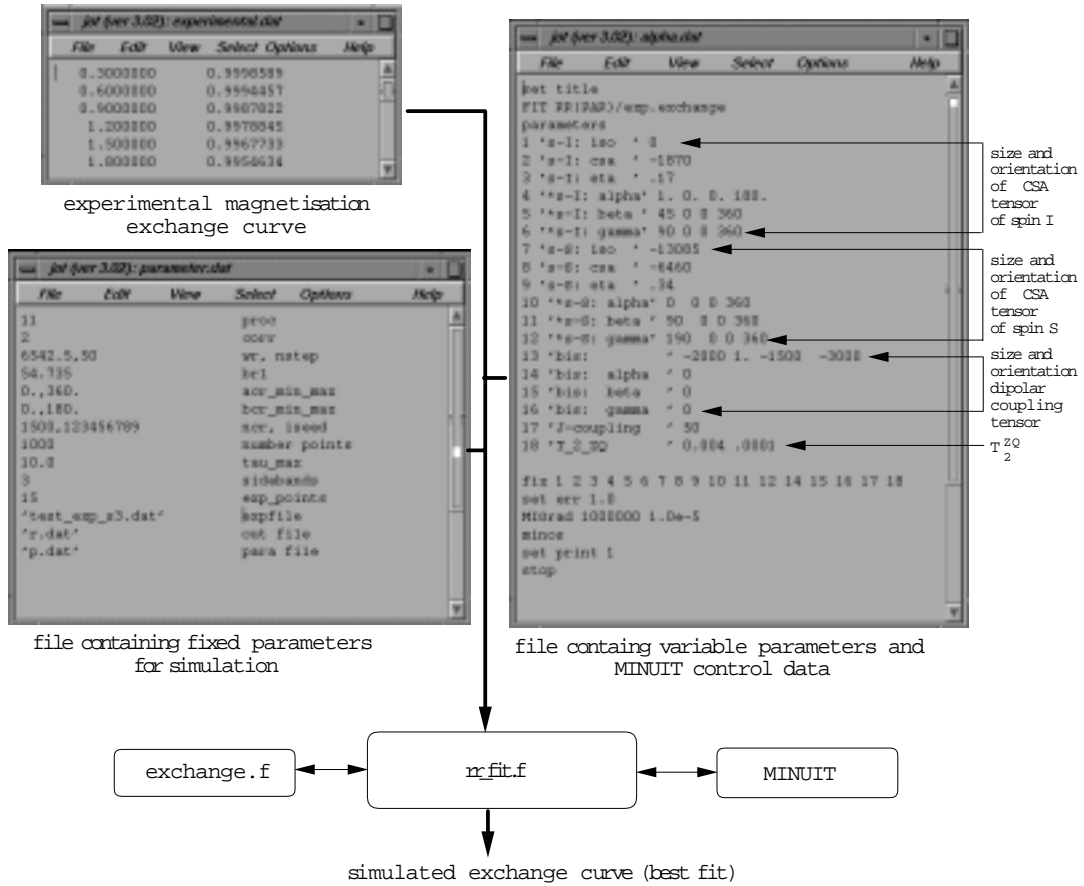 jot (ver 3.02): experimental.dat
File Edit View Select Options Help
0.3000000 0.9998589
0.6000000 0.9994457
0.9000000
1.200000 0.9978845
1.500000 0.9967733
1.800000 0.9954634
experimental magnetisation
exchange curve
jot (ver 3.02): parameter.dat
File Edit View Select Options Help
11 proc
2
6542.5,50 wr, nstep
54.735 br1
0.,360. acr_min_max
0.,180. bcr_min_max
1500,123456789 ncr, iseed
1000 number points
10.0 tau_max
3 sidebands
15 exp_points
'test_exp_s3.dat' expfile
'r.dat' out file
'p.dat' para file
file containing fixed parameters
for simulation
jot (ver 3.02): alpha.dat
File Edit View Select Options Help
set title
FIT RR(PAR)/exp.exchange
parameters
1 's-I: iso ' 0
2 's-I: csa ' -1870
3 's-I: eta ' .17
4 '*s-I: alpha' 1. 0. 0. 180.
5 '*s-I: beta ' 45 0 0 360
6 '*s-I: gamma' 90 0 0 360
7 's-S: iso ' -13085
8 's-S: csa ' -6460
9 's-S: eta ' .34
10 '*s-S: alpha' 0 0 0 360
11 '*s-S: beta ' 90 0 0 360
12 '*s-S: gamma' 190 0 0 360
13 'bis: ' -2000 1. -1500 -3000
14 'bis: alpha ' 0
15 'bis: beta ' 0
16 'bis: gamma ' 0
17 'J-coupling ' 50
18 'T_2_ZQ ' 0.004 .0001
fix 1 2 3 4 5 6 7 8 9 10 11 12 14 15 16 17 18
set err 1.0
MIGrad 1000000 1.0e-5
minos
set print 1
stop
file containg variable parameters and
MINUIT control data
size and
orientation
of CSA
tensor
of spin I
size and
orientation
of CSA
tensor
of spin S
size and
orientation
dipolar
coupling
tensor
T₂ ZQ
exchange.f
rr_fit.f
MINUIT
simulated exchange curve (best fit)